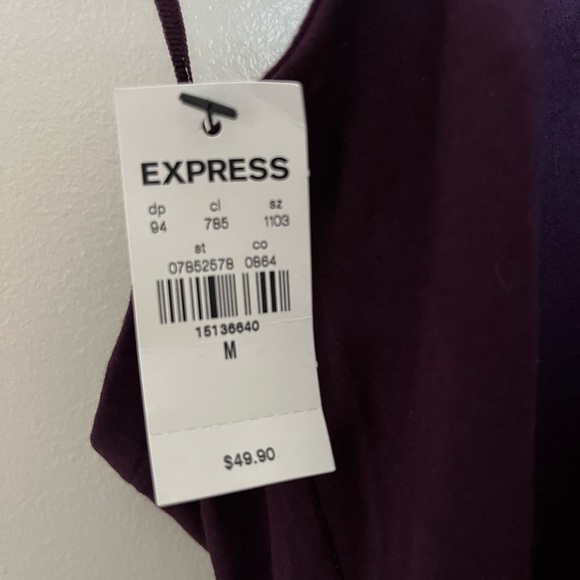 EXPRESS
dp cl sz
94 785 1103
st co
07852578 0864
15136640
M
$49.90